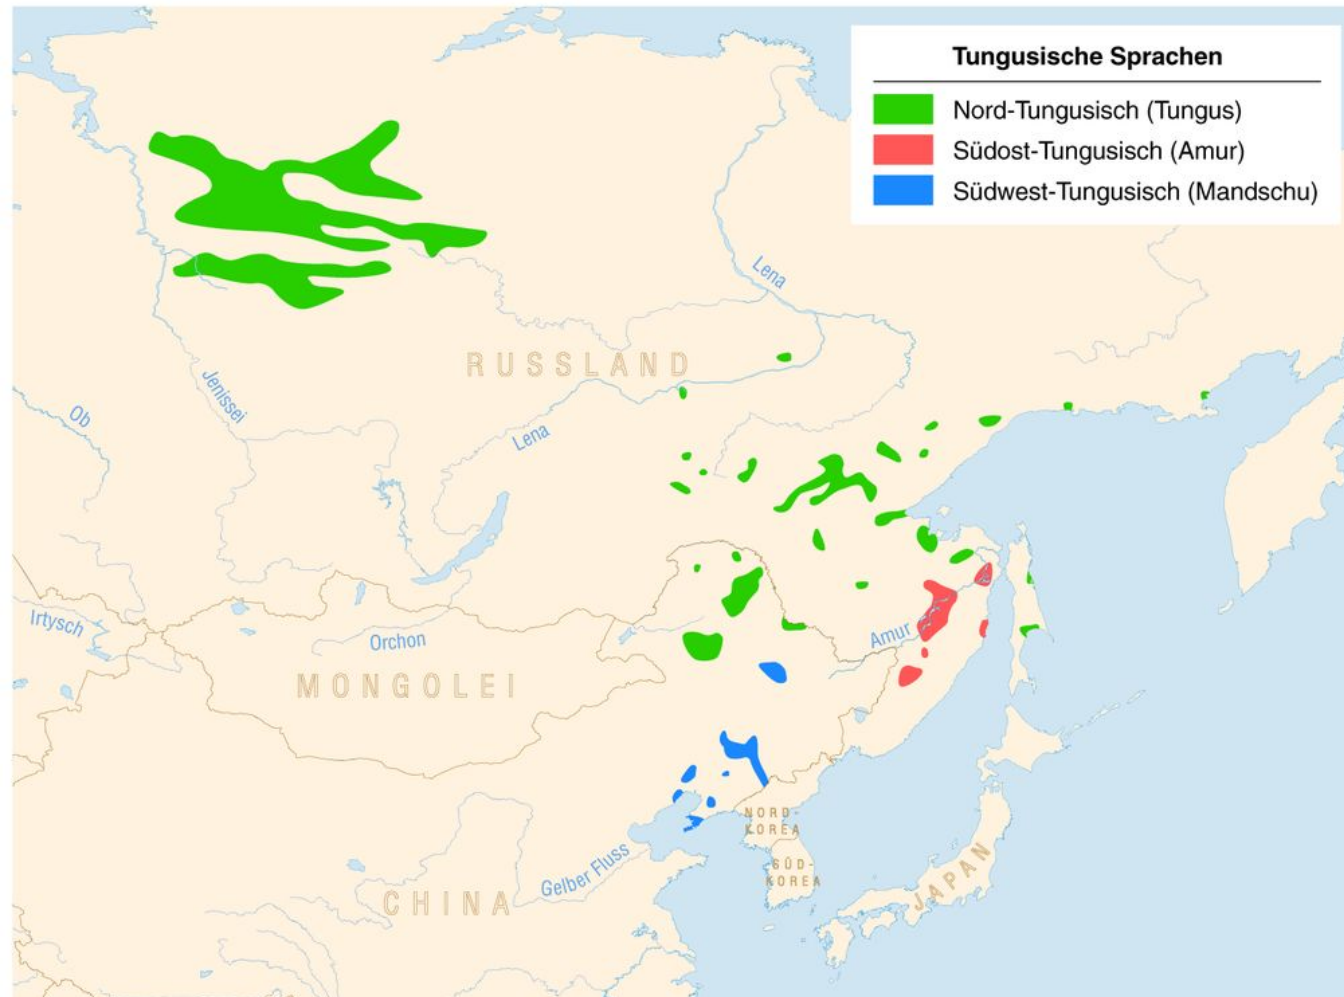 Tungusische Sprachen
Nord-Tungusisch (Tungus)
Südost-Tungusisch (Amur)
Südwest-Tungusisch (Mandschu)
Lena
RUSSLAND
Jenissei
Ob
Lena
Irtysch
Orchon
Amur
MONGOLEI
NORD-
KOREA
SÜD-
KOREA
JAPAN
Gelber Fluss
CHINA